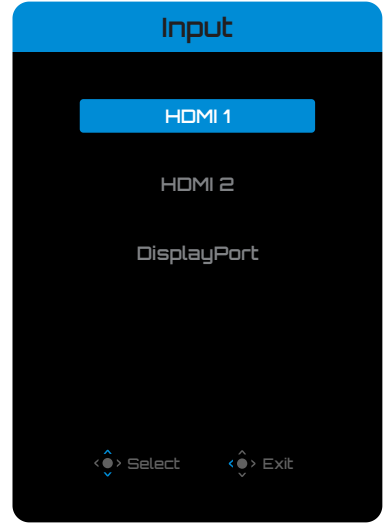 Input
HDMI 1
HDMI 2
DisplayPort
Select Exit